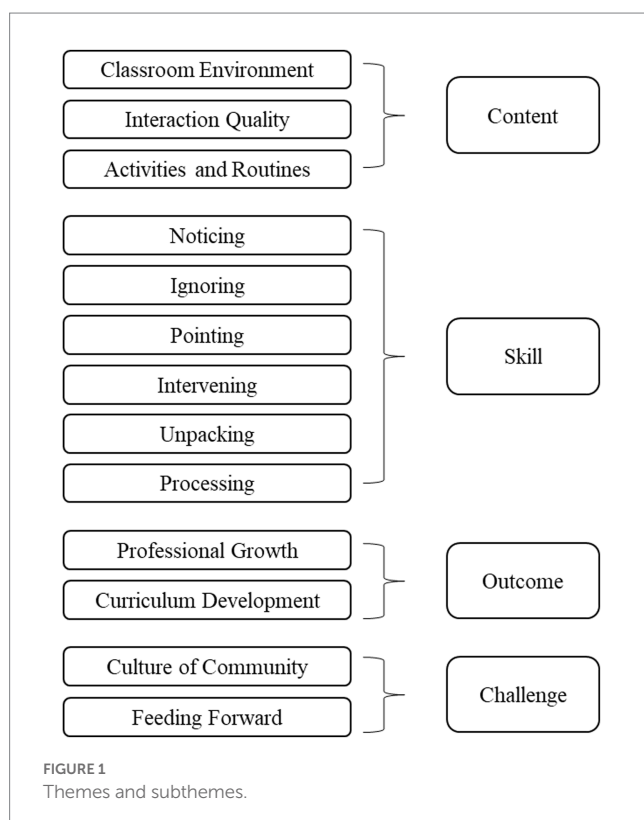 Classroom Environment
Interaction Quality
Activities and Routines
Content
Noticing
Ignoring
Pointing
Intervening
Unpacking
Processing
Skill
Professional Growth
Curriculum Development
Outcome
Culture of Community
Feeding Forward
Challenge
FIGURE 1
Themes and subthemes.